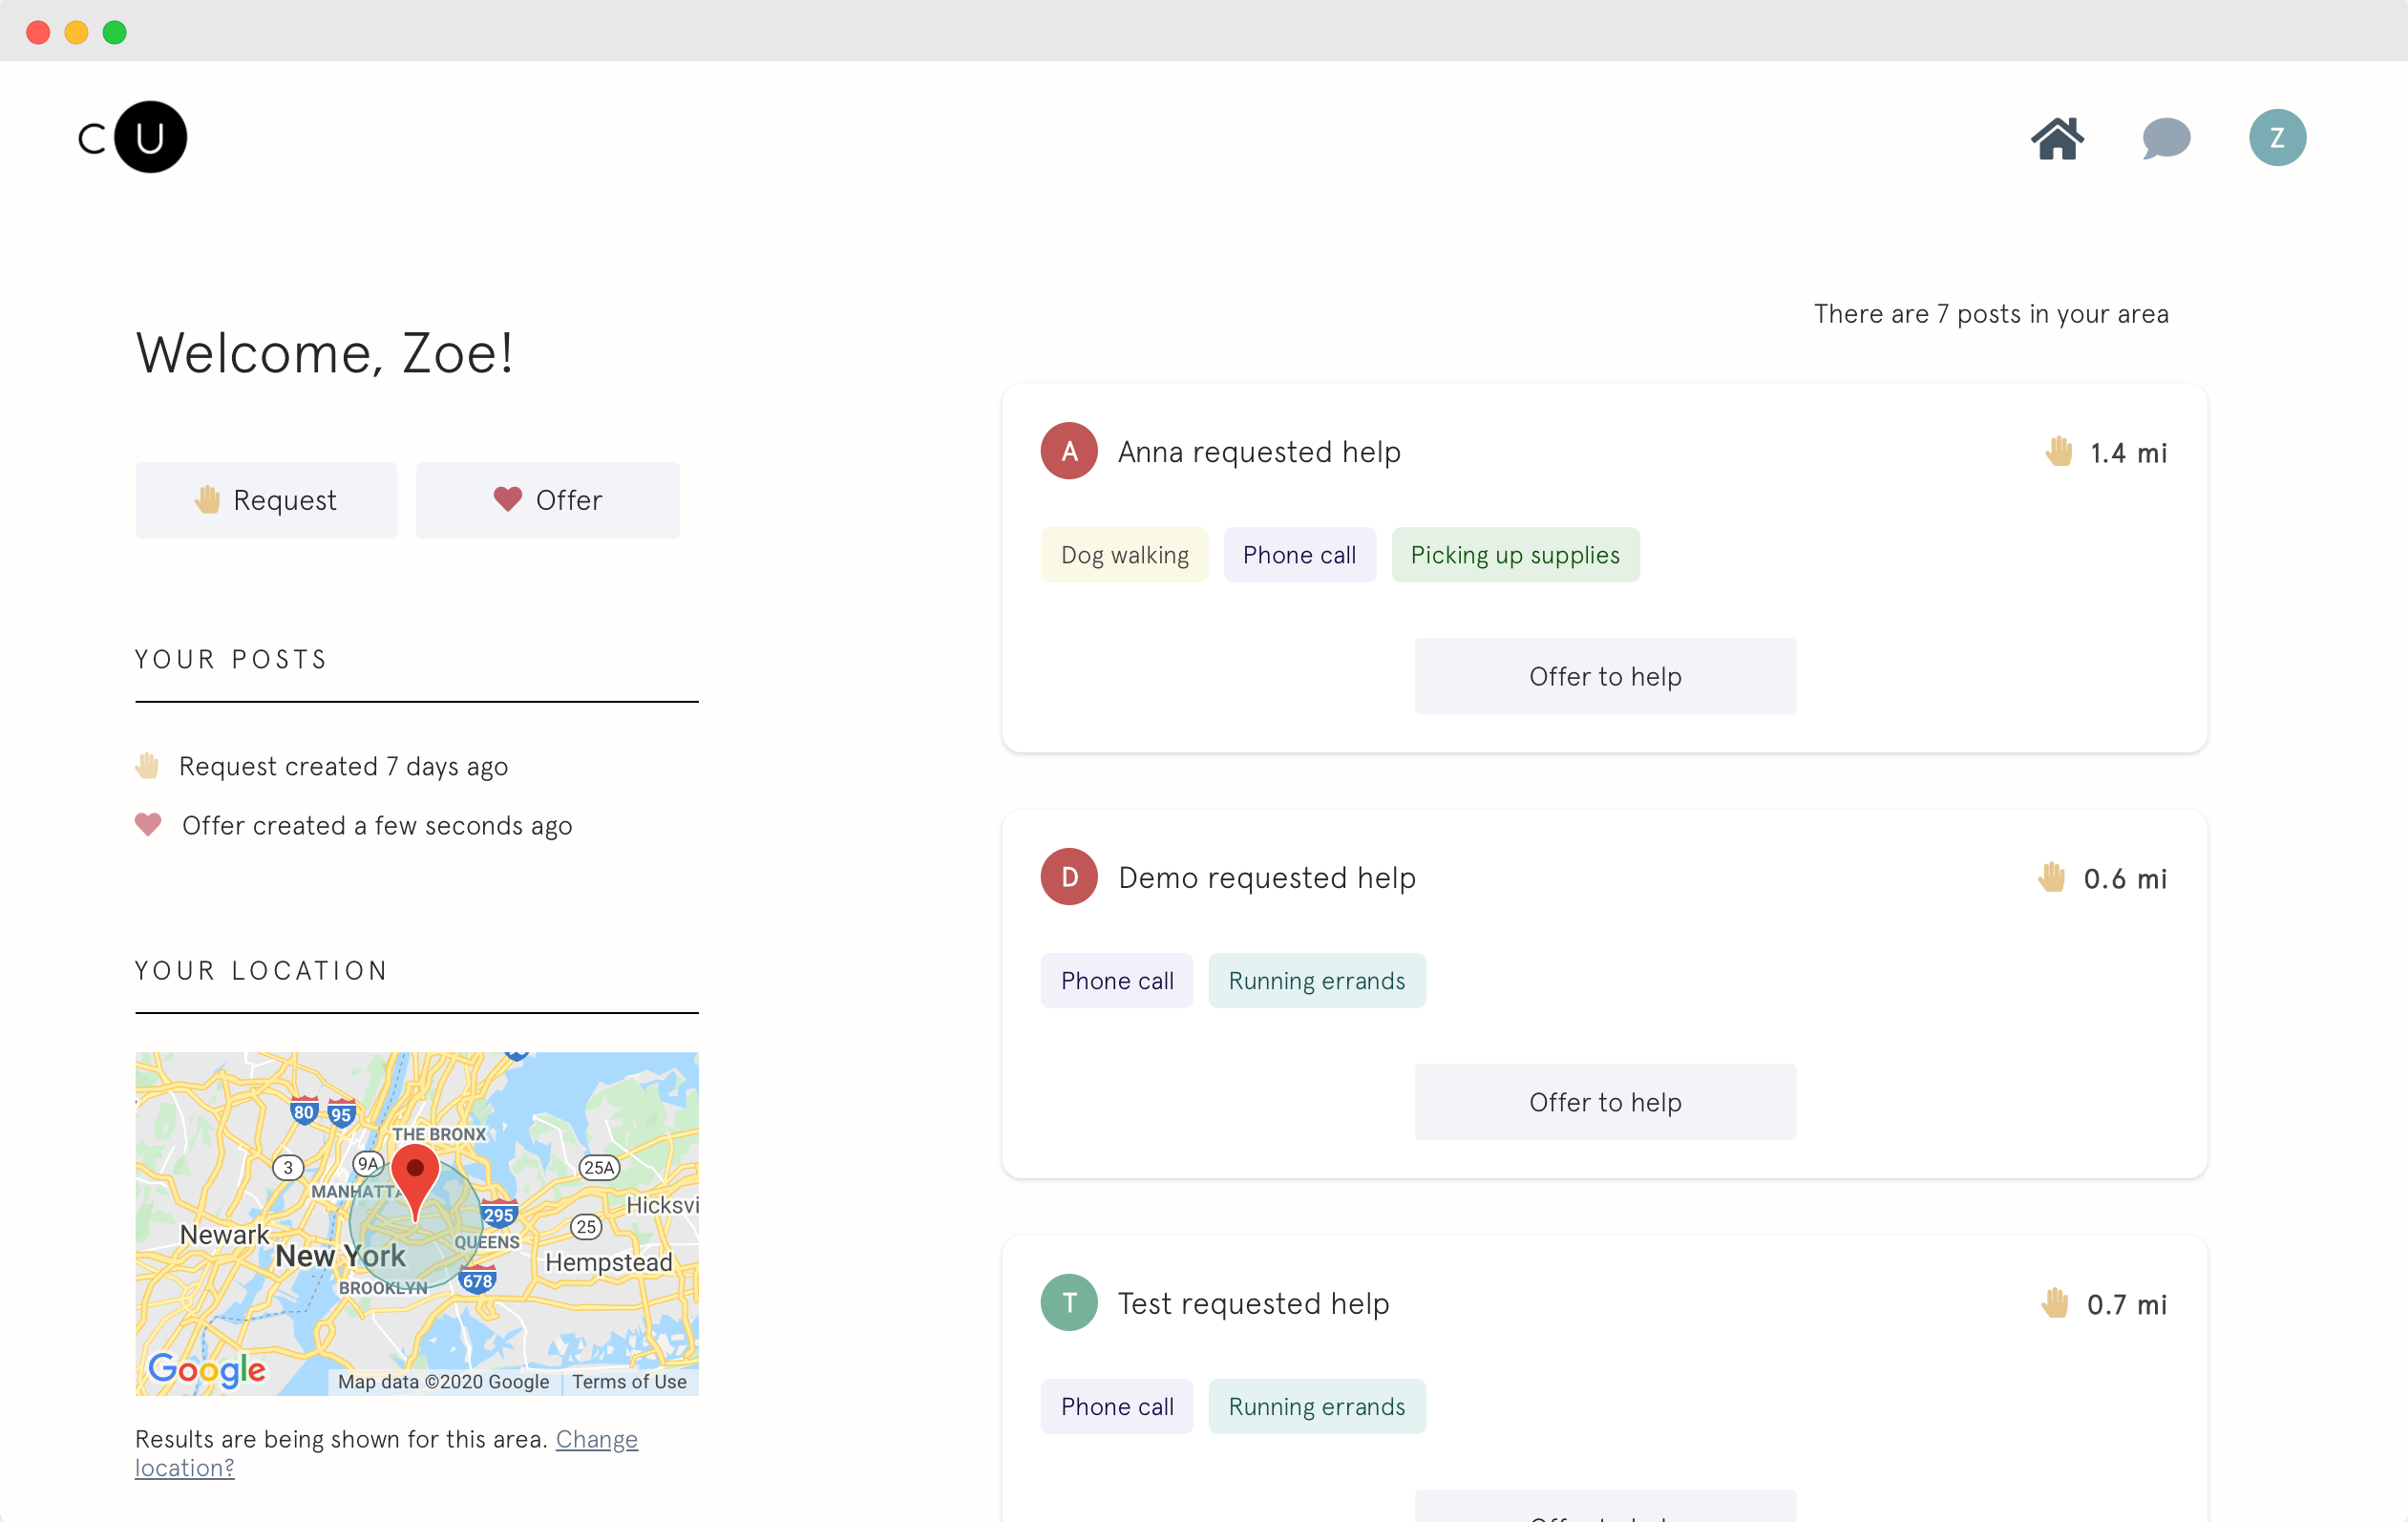 C U
Z
There are 7 posts in your area
Welcome, Zoe!
Request
Offer
YOUR POSTS
Request created 7 days ago
Offer created a few seconds ago
YOUR LOCATION
80 95
THE BRONX
3 9A 25A
MANHATTA
Hicksvi
295
25
Newark
QUEENS
New York
Hempstead
BROOKLYN
678
Google
Map data ©2020 Google
Terms of Use
Results are being shown for this area. Change
location?
A
Anna requested help
1.4 mi
Dog walking
Phone call
Picking up supplies
Offer to help
D
Demo requested help
0.6 mi
Phone call
Running errands
Offer to help
T
Test requested help
0.7 mi
Phone call
Running errands